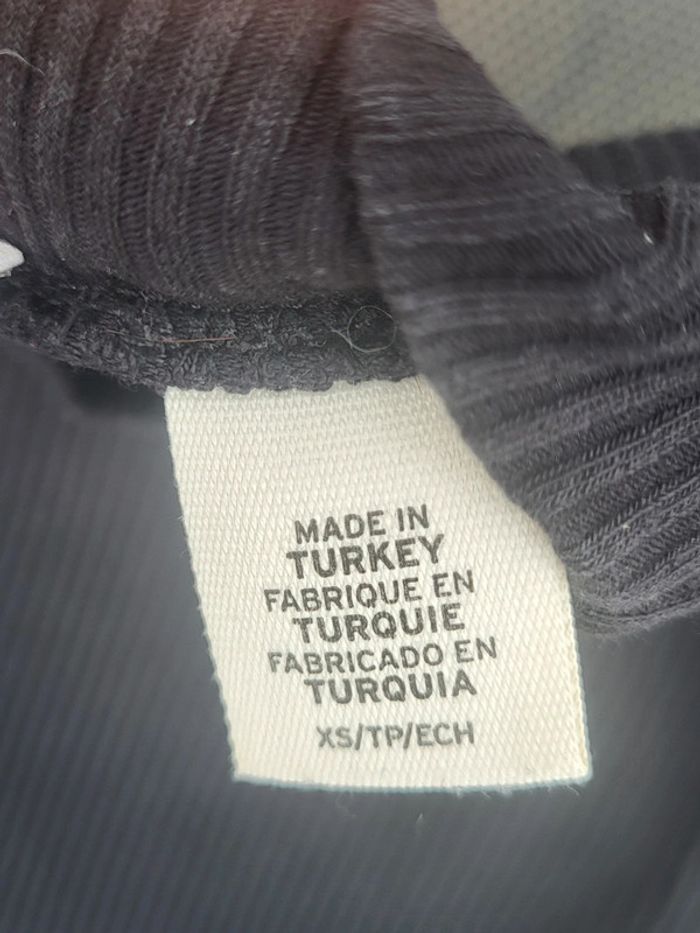 MADE IN
TURKEY
FABRIQUE EN
TURQUIE
FABRICADO EN
TURQUIA
XS/TP/ECH